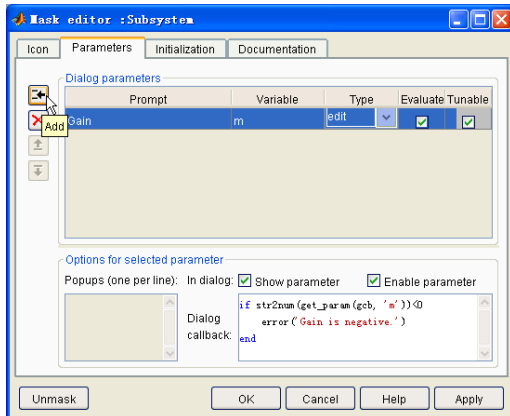 Mask editor :Subsystem
Icon Parameters Initialization Documentation
Dialog parameters
Prompt Variable Type Evaluate Tunable
Gain m edit
Add
Options for selected parameter
Popups (one per line): In dialog: Show parameter Enable parameter
Dialog callback:
if str2num(get_param(gcb, 'm'))<0
error('Gain is negative.')
end
Unmask OK Cancel Help Apply